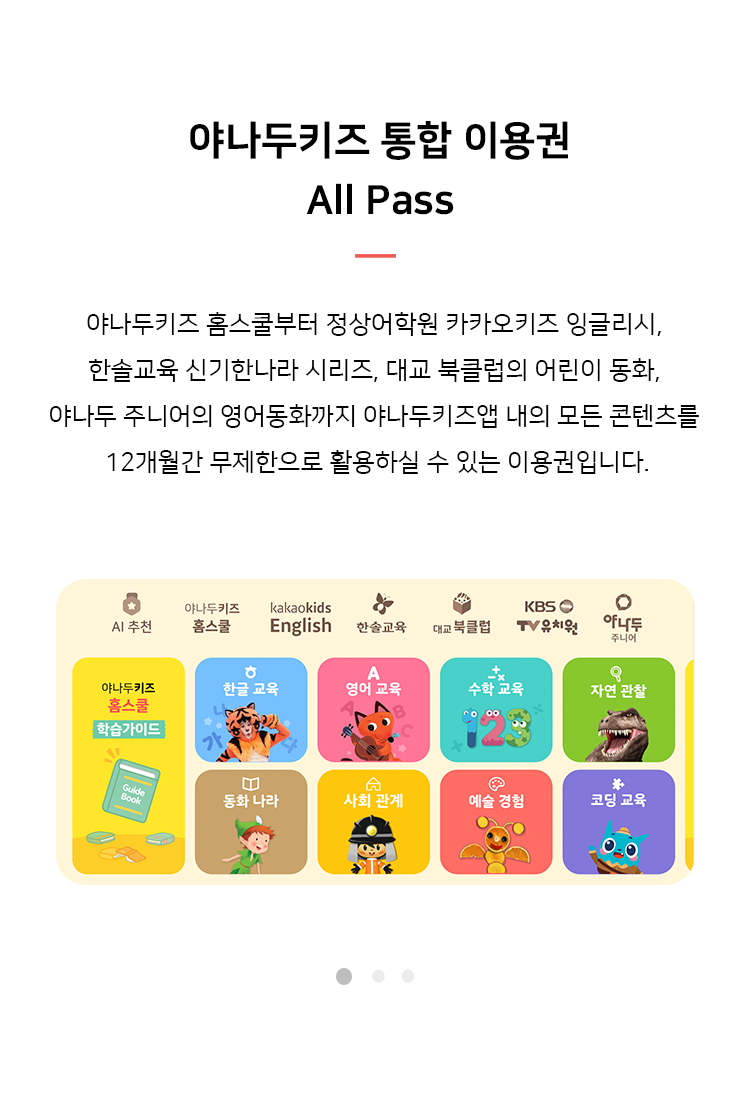 야나두키즈 통합 이용권
All Pass
야나두키즈 홈스쿨부터 정상어학원 카카오키즈 잉글리시,
한솔교육 신기한나라 시리즈, 대교 북클럽의 어린이 동화,
야나두 주니어의 영어동화까지 야나두키즈앱 내의 모든 콘텐츠를
12개월간 무제한으로 활용하실 수 있는 이용권입니다.
AI 추천
야나두키즈
홈스쿨
kakaokids
English
한솔교육
대교 북클럽
KBS
TV유치원
야나두
주니어
야나두키즈
홈스쿨
학습가이드
Guide
Book
한글 교육
가 나 다
A
영어 교육
A B C
수학 교육
1 2 3
자연 관찰
동화 나라
사회 관계
예술 경험
코딩 교육